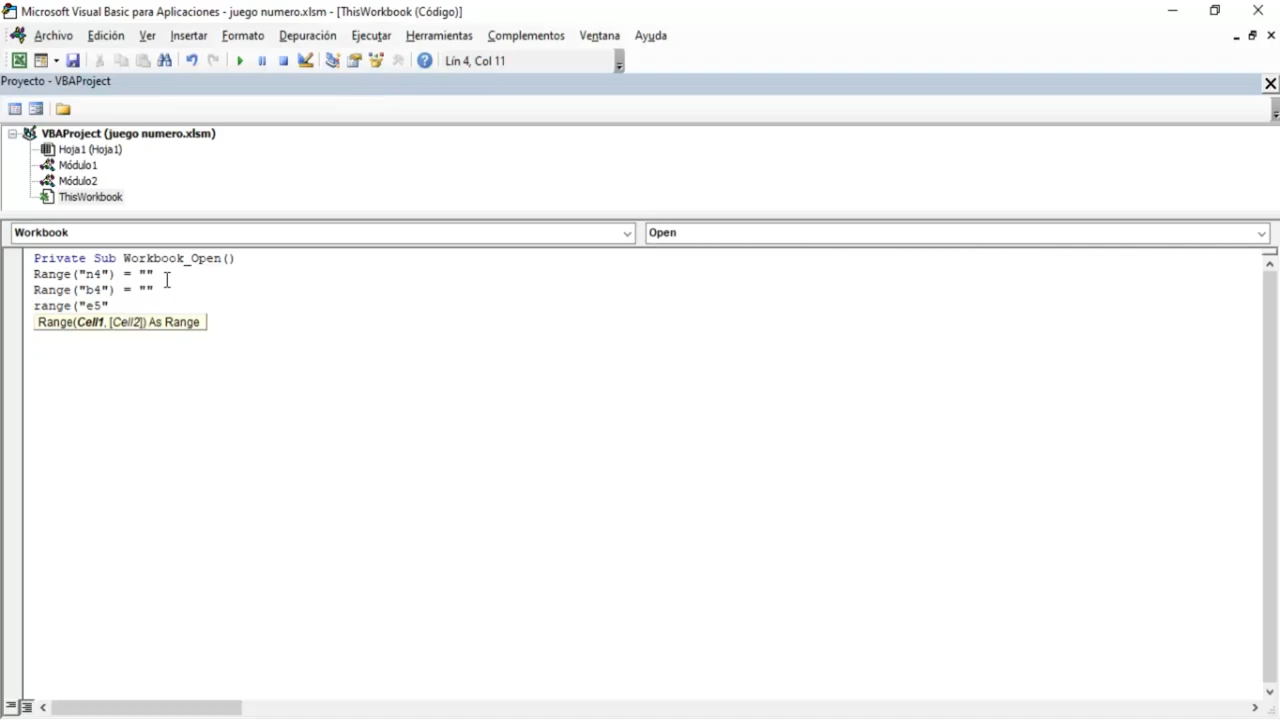 Microsoft Visual Basic para Aplicaciones - juego numero.xlsm - [ThisWorkbook (Código)]
Archivo Edición Ver Insertar Formato Depuración Ejecutar Herramientas Complementos Ventana Ayuda
Lín 4, Col 11
Proyecto - VBAProject
VBAProject (juego numero.xlsm)
Hoja1 (Hoja1)
Módulo1
Módulo2
ThisWorkbook
Workbook Open
Private Sub Workbook_Open()
Range("n4") = ""
Range("b4") = ""
range("e5"
Range(Cell1, [Cell2]) As Range